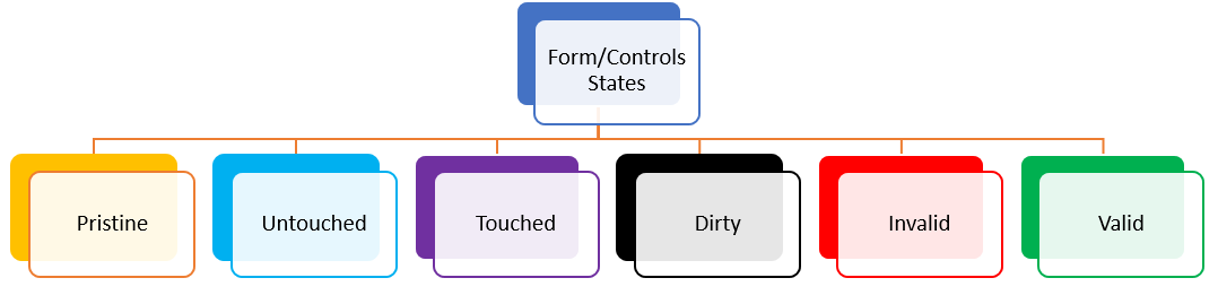 Form/Controls
States
Pristine
Untouched
Touched
Dirty
Invalid
Valid